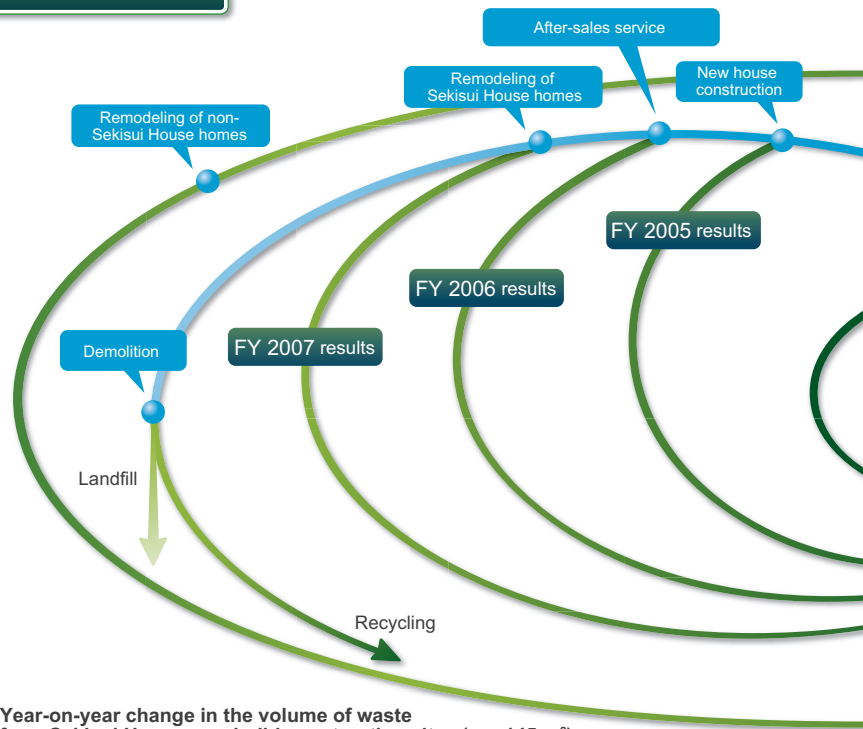 After-sales service
Remodeling of
Sekisui House homes
New house
construction
Remodeling of non-
Sekisui House homes
FY 2005 results
FY 2006 results
FY 2007 results
Demolition
Landfill
Recycling
Year-on-year change in the volume of waste